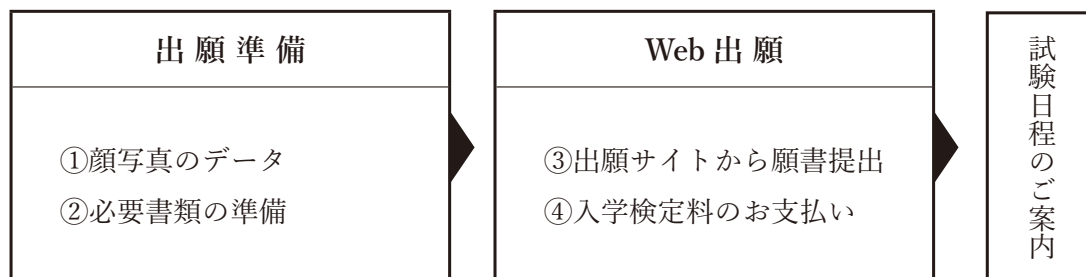 出願準備
①顔写真のデータ
②必要書類の準備
Web出願
③出願サイトから願書提出
④入学検定料のお支払い
試験日程のご案内